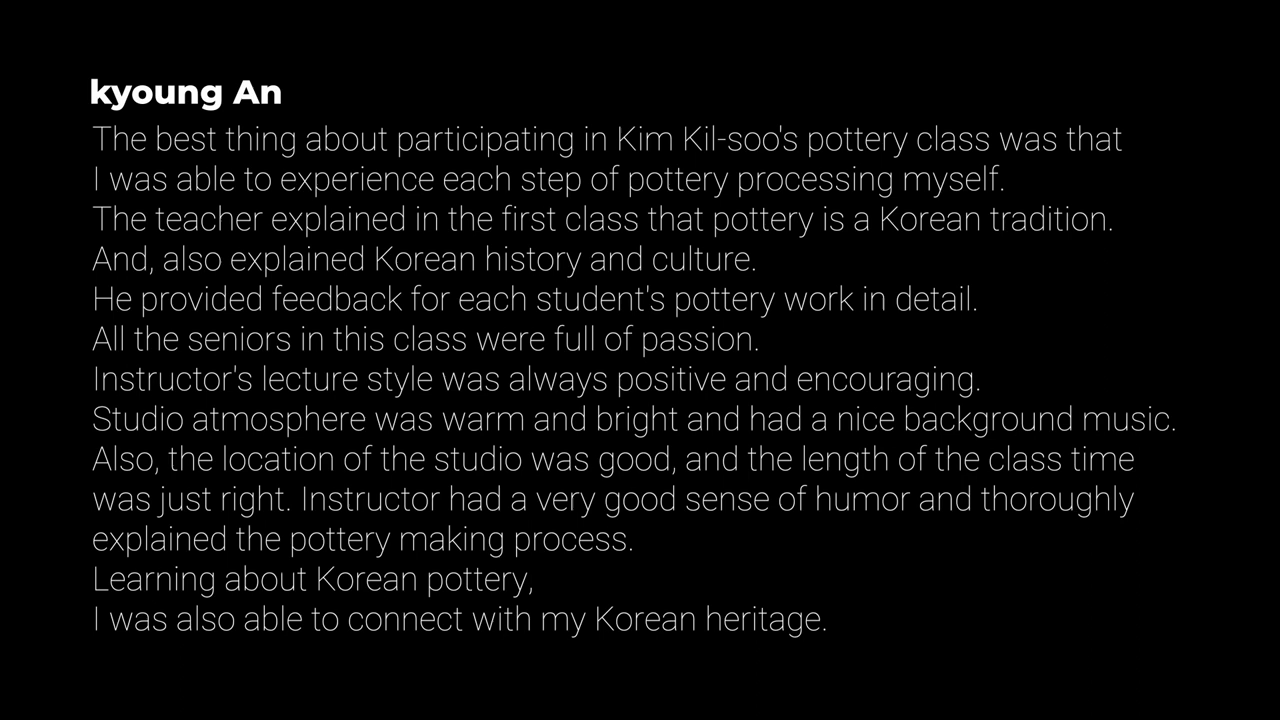 kyoung An
The best thing about participating in Kim Kil-soo's pottery class was that
I was able to experience each step of pottery processing myself.
The teacher explained in the first class that pottery is a Korean tradition.
And, also explained Korean history and culture.
He provided feedback for each student's pottery work in detail.
All the seniors in this class were full of passion.
Instructor's lecture style was always positive and encouraging.
Studio atmosphere was warm and bright and had a nice background music.
Also, the location of the studio was good, and the length of the class time
was just right. Instructor had a very good sense of humor and thoroughly
explained the pottery making process.
Learning about Korean pottery,
I was also able to connect with my Korean heritage.